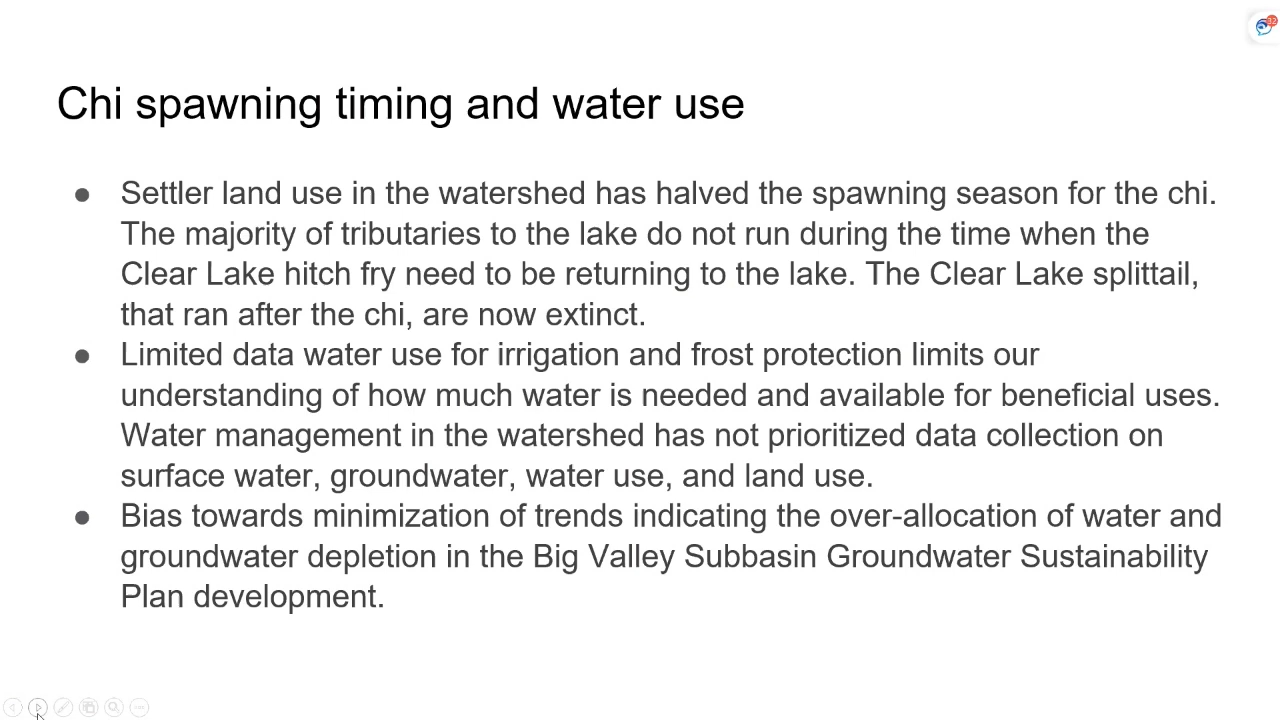 Chi spawning timing and water use
● Settler land use in the watershed has halved the spawning season for the chi.
The majority of tributaries to the lake do not run during the time when the
Clear Lake hitch fry need to be returning to the lake. The Clear Lake splittail,
that ran after the chi, are now extinct.
● Limited data water use for irrigation and frost protection limits our
understanding of how much water is needed and available for beneficial uses.
Water management in the watershed has not prioritized data collection on
surface water, groundwater, water use, and land use.
● Bias towards minimization of trends indicating the over-allocation of water and
groundwater depletion in the Big Valley Subbasin Groundwater Sustainability
Plan development.